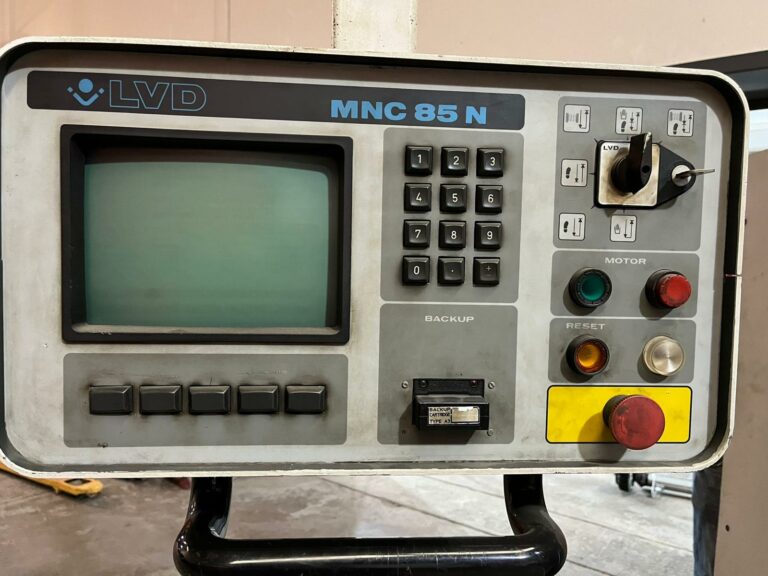 LVD
MNC 85 N
1 2 3
4 5 6
7 8 9
0 .
LVD
MOTOR
RESET
BACKUP
BACKUP
CARTRIDGE
TYPE A3